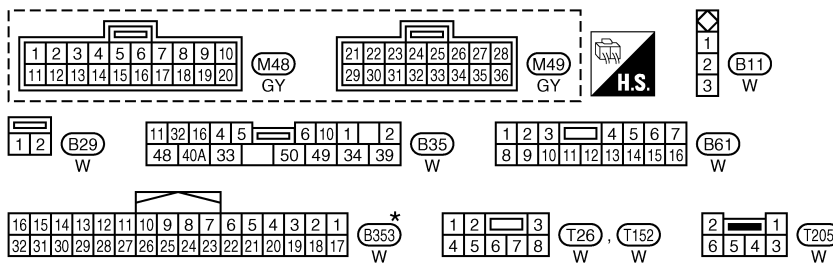 1 2 3 4 5 6 7 8 9 10
11 12 13 14 15 16 17 18 19 20
M48
GY
21 22 23 24 25 26 27 28
29 30 31 32 33 34 35 36
M49
GY
H.S.
1
2
3
B11
W
1 2
B29
W
11 32 16 4 5 6 10 1 2
48 40A 33 50 49 34 39
B35
W
1 2 3 4 5 6 7
8 9 10 11 12 13 14 15 16
B61
W
16 15 14 13 12 11 10 9 8 7 6 5 4 3 2 1
32 31 30 29 28 27 26 25 24 23 22 21 20 19 18 17
B353 *
W
1 2 3
4 5 6 7 8
T26 , T152
W
2 1
6 5 4 3
T205
W